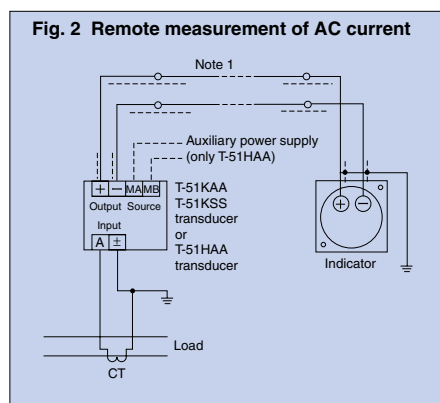 Fig. 2 Remote measurement of AC current
Note 1
Auxiliary power supply
(only T-51HAA)
+ − MA MB
Output Source
Input
A ±
T-51KAA
T-51KSS
transducer
or
T-51HAA
transducer
+ −
Indicator
Load
CT